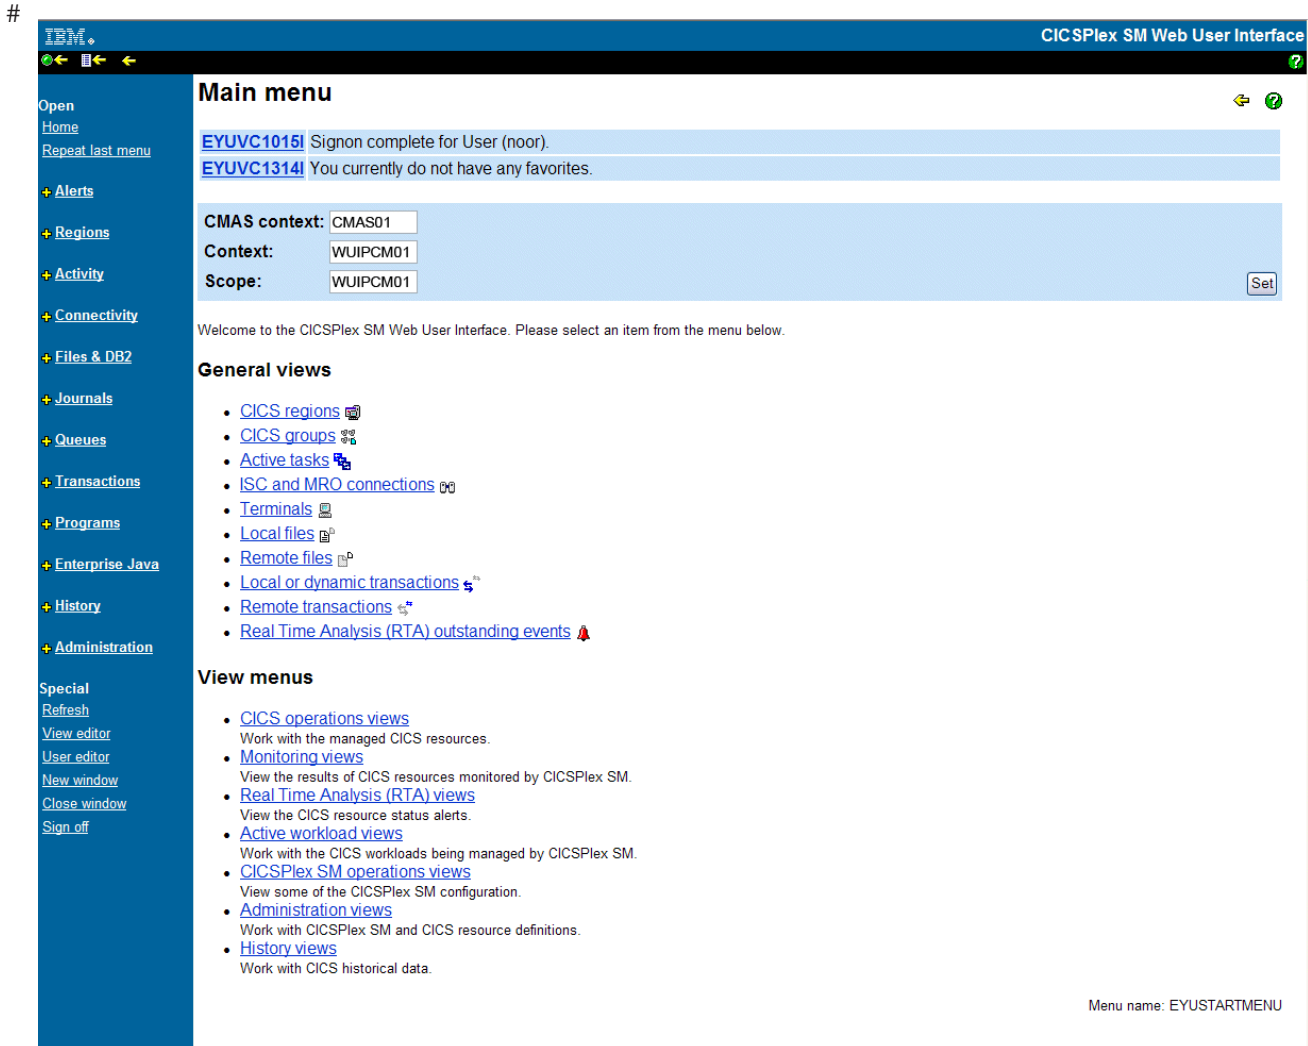 #
IBM.
CICSPlex SM Web User Interface
Main menu
Open
Home
Repeat last menu
Alerts
Regions
Activity
Connectivity
Files & DB2
Journals
Queues
Transactions
Programs
Enterprise Java
History
Administration
Special
Refresh
View editor
User editor
New window
Close window
Sign off
EYUVC1015I Signon complete for User (noor).
EYUVC1314I You currently do not have any favorites.
CMAS context: CMAS01
Context: WUIPCM01
Scope: WUIPCM01
Set
Welcome to the CICSPlex SM Web User Interface. Please select an item from the menu below.
General views
• CICS regions
• CICS groups
• Active tasks
• ISC and MRO connections
• Terminals
• Local files
• Remote files
• Local or dynamic transactions
• Remote transactions
• Real Time Analysis (RTA) outstanding events
View menus
• CICS operations views
Work with the managed CICS resources.
• Monitoring views
View the results of CICS resources monitored by CICSPlex SM.
• Real Time Analysis (RTA) views
View the CICS resource status alerts.
• Active workload views
Work with the CICS workloads being managed by CICSPlex SM.
• CICSPlex SM operations views
View some of the CICSPlex SM configuration.
• Administration views
Work with CICSPlex SM and CICS resource definitions.
• History views
Work with CICS historical data.
Menu name: EYUSTARTMENU